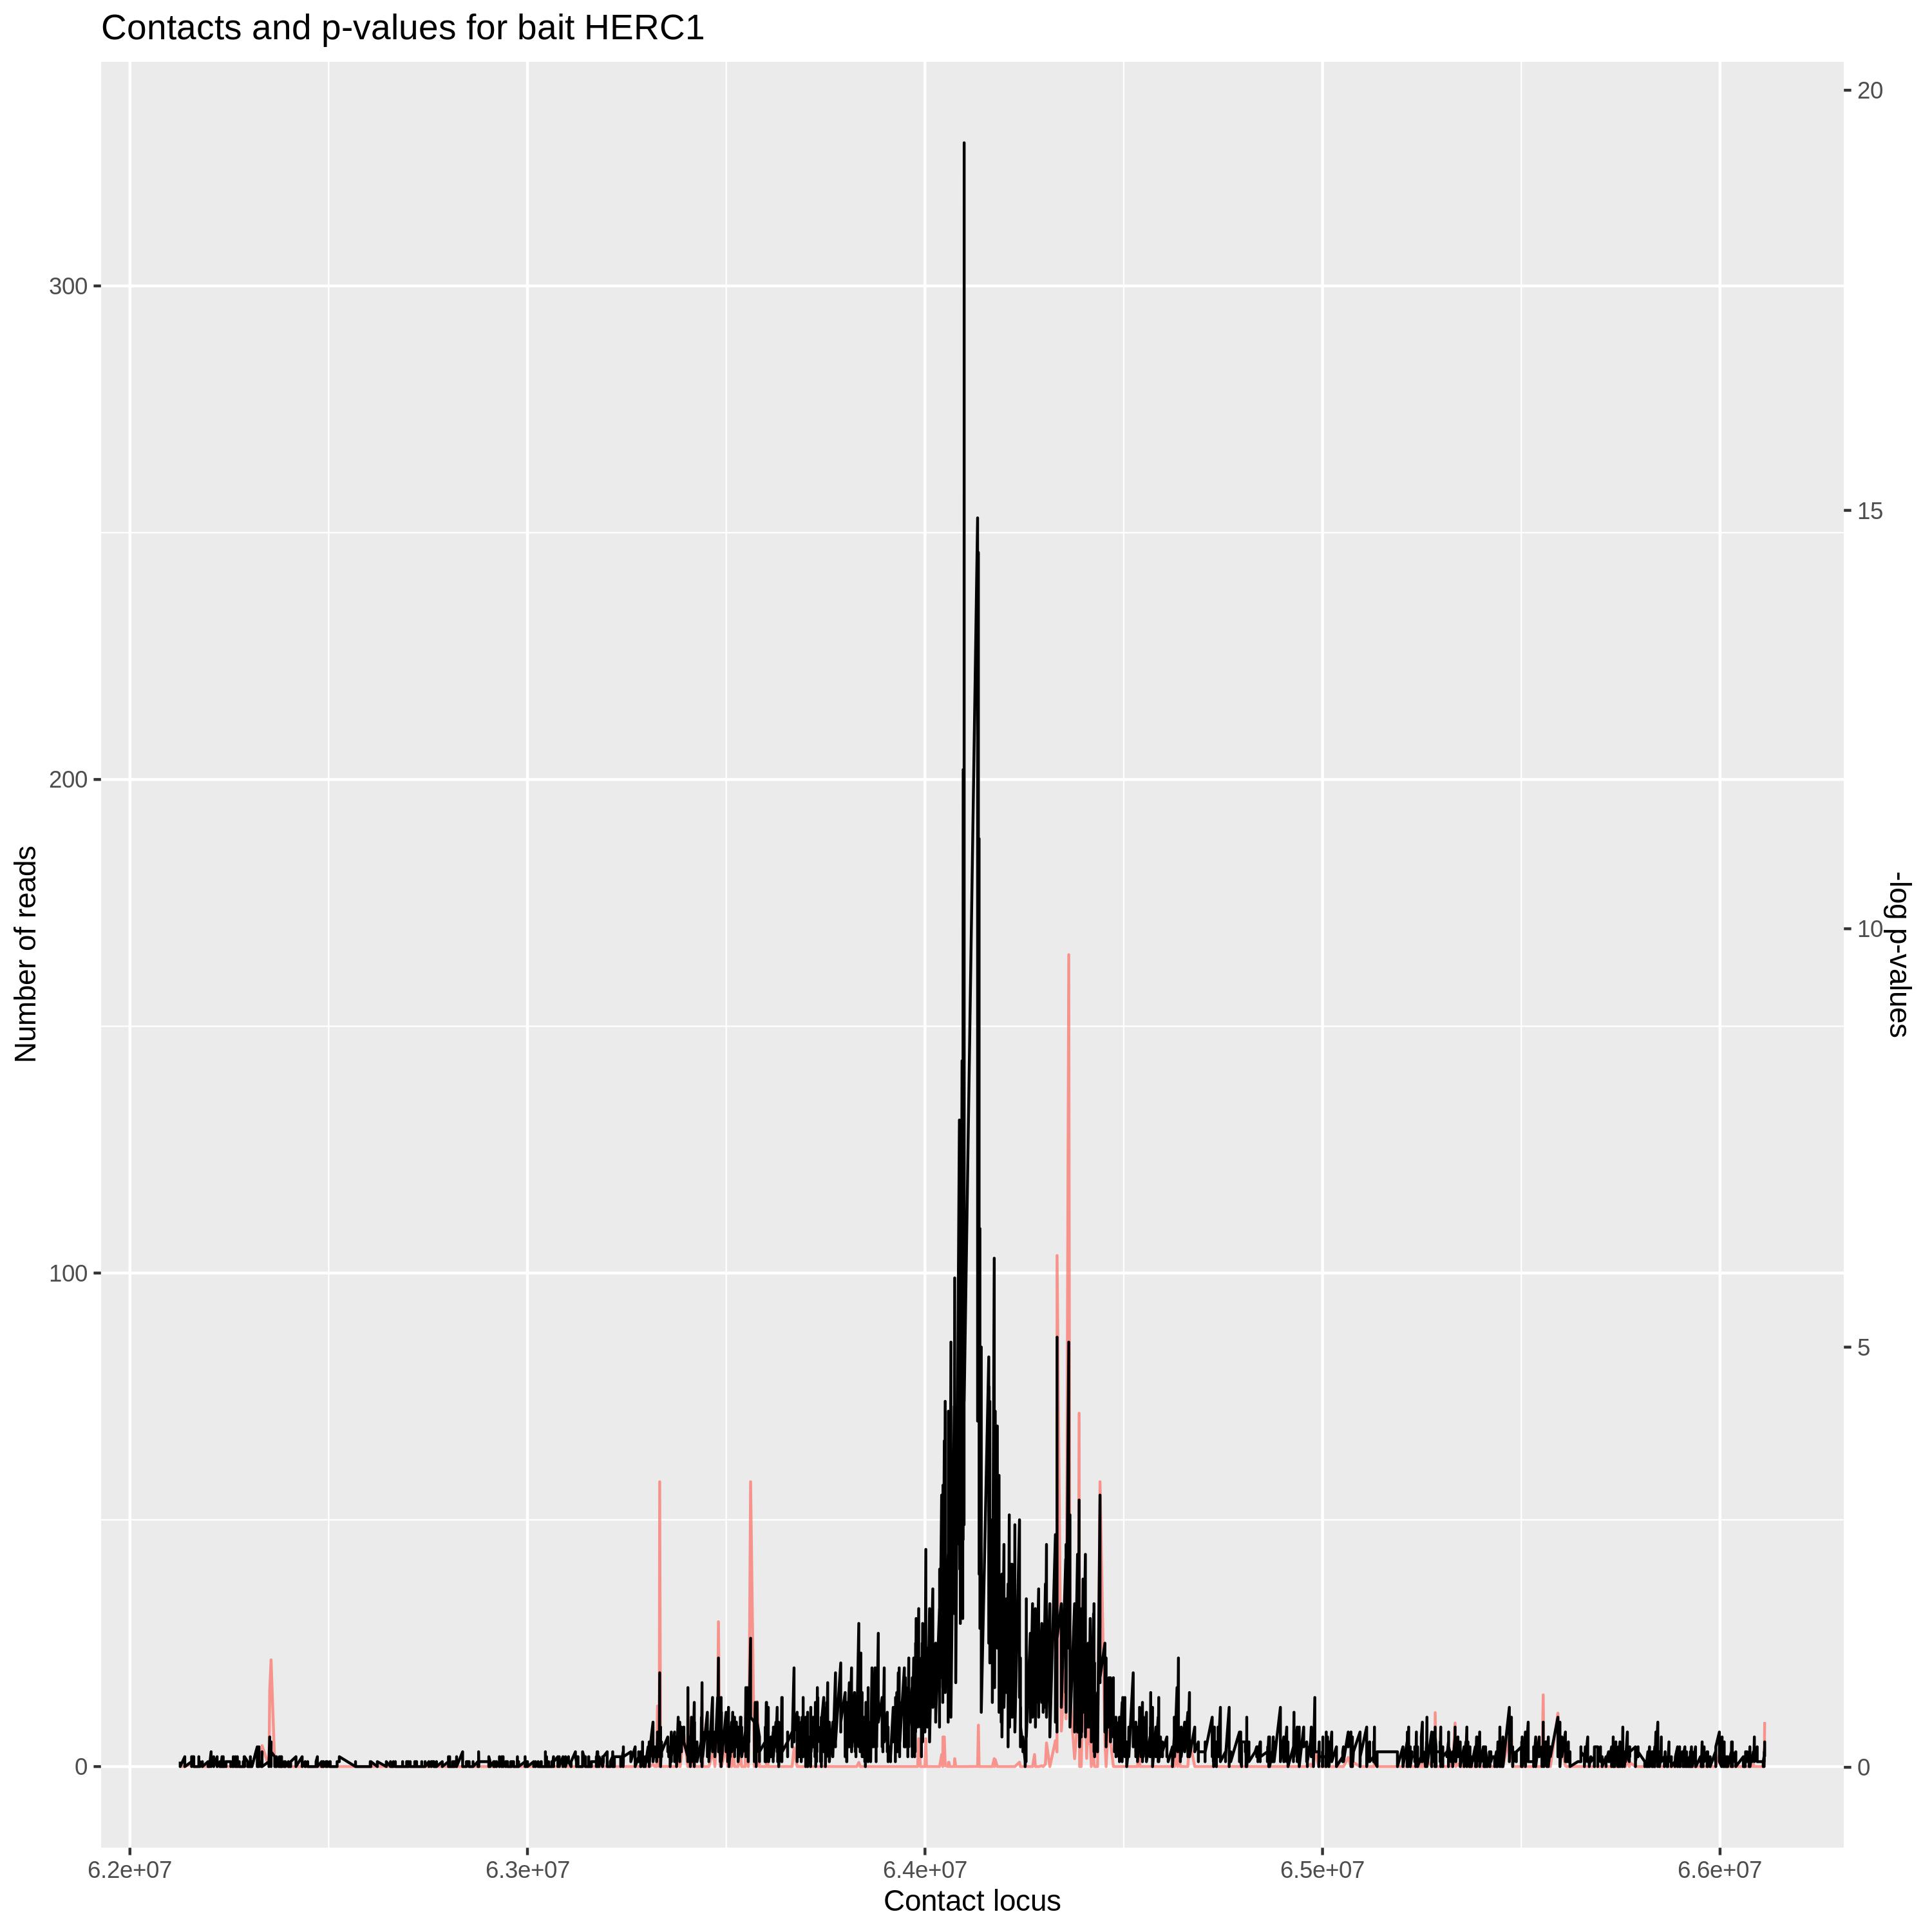 Contacts and p-values for bait HERC1
Number of reads
300
200
100
0
20
15
10
5
0
-log p-values
6.2e+07
6.3e+07
6.4e+07
6.5e+07
6.6e+07
Contact locus